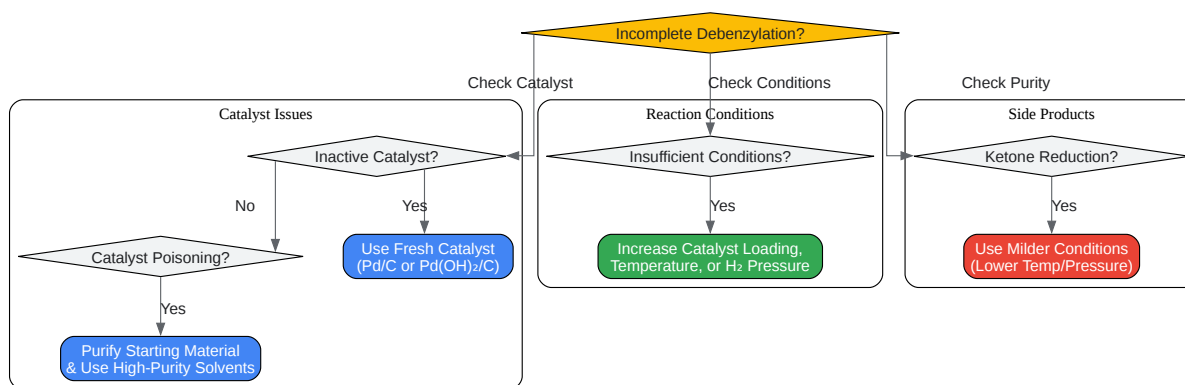 Incomplete Debenzylation?
Check Catalyst
Check Conditions
Check Purity
Catalyst Issues
Reaction Conditions
Side Products
Inactive Catalyst?
Insufficient Conditions?
Ketone Reduction?
No
Yes
Yes
Yes
Catalyst Poisoning?
Use Fresh Catalyst
(Pd/C or Pd(OH)₂/C)
Increase Catalyst Loading,
Temperature, or H₂ Pressure
Use Milder Conditions
(Lower Temp/Pressure)
Yes
Purify Starting Material
& Use High-Purity Solvents